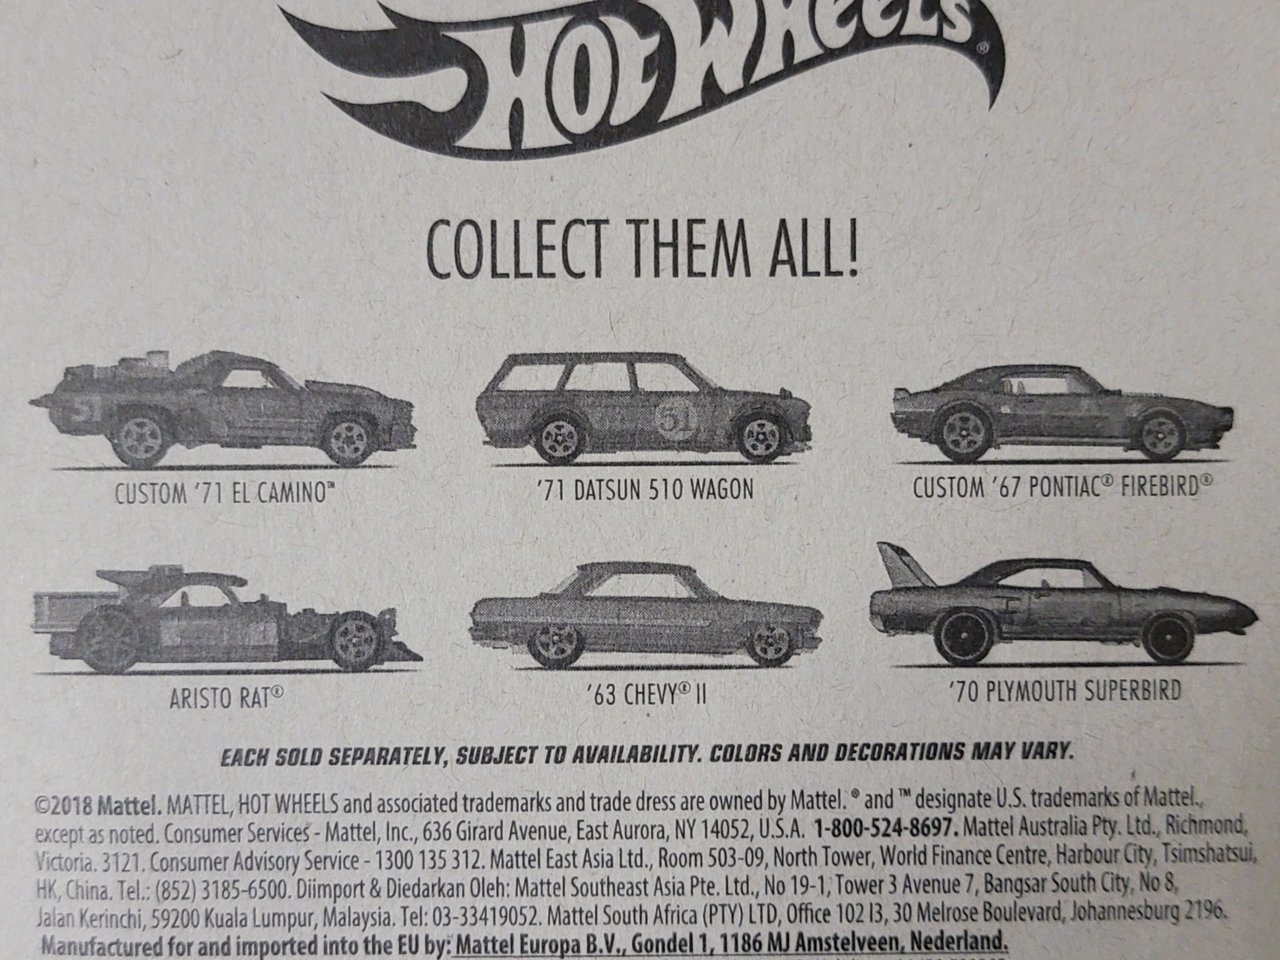 HOT WHEELS®
COLLECT THEM ALL!
51
51
CUSTOM '71 EL CAMINO™
'71 DATSUN 510 WAGON
CUSTOM '67 PONTIAC® FIREBIRD®
ARISTO RAT®
'63 CHEVY® II
'70 PLYMOUTH SUPERBIRD
EACH SOLD SEPARATELY, SUBJECT TO AVAILABILITY. COLORS AND DECORATIONS MAY VARY.
©2018 Mattel. MATTEL, HOT WHEELS and associated trademarks and trade dress are owned by Mattel. ® and ™ designate U.S. trademarks of Mattel.,
except as noted. Consumer Services - Mattel, Inc., 636 Girard Avenue, East Aurora, NY 14052, U.S.A. 1-800-524-8697. Mattel Australia Pty. Ltd., Richmond,
Victoria. 3121. Consumer Advisory Service - 1300 135 312. Mattel East Asia Ltd., Room 503-09, North Tower, World Finance Centre, Harbour City, Tsimshatsui,
HK, China. Tel.: (852) 3185-6500. Diimport & Diedarkan Oleh: Mattel Southeast Asia Pte. Ltd., No 19-1, Tower 3 Avenue 7, Bangsar South City, No 8,
Jalan Kerinchi, 59200 Kuala Lumpur, Malaysia. Tel: 03-33419052. Mattel South Africa (PTY) LTD, Office 102 I3, 30 Melrose Boulevard, Johannesburg 2196.
Manufactured for and imported into the EU by: Mattel Europa B.V., Gondel 1, 1186 MJ Amstelveen, Nederland.